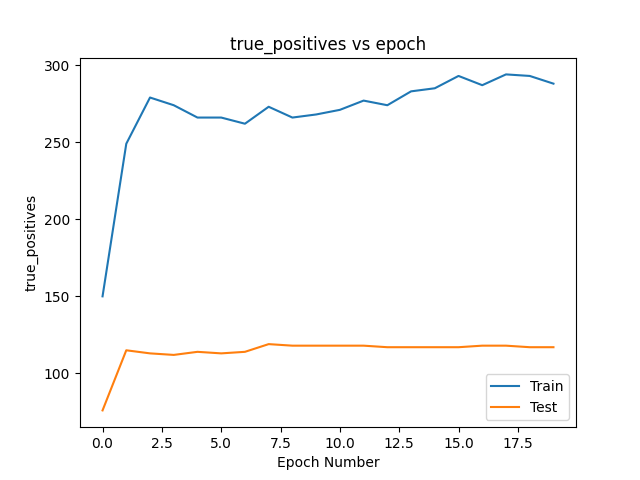 true_positives vs epoch
true_positives
300
250
200
150
100
0.0 2.5 5.0 7.5 10.0 12.5 15.0 17.5
Epoch Number
Train
Test